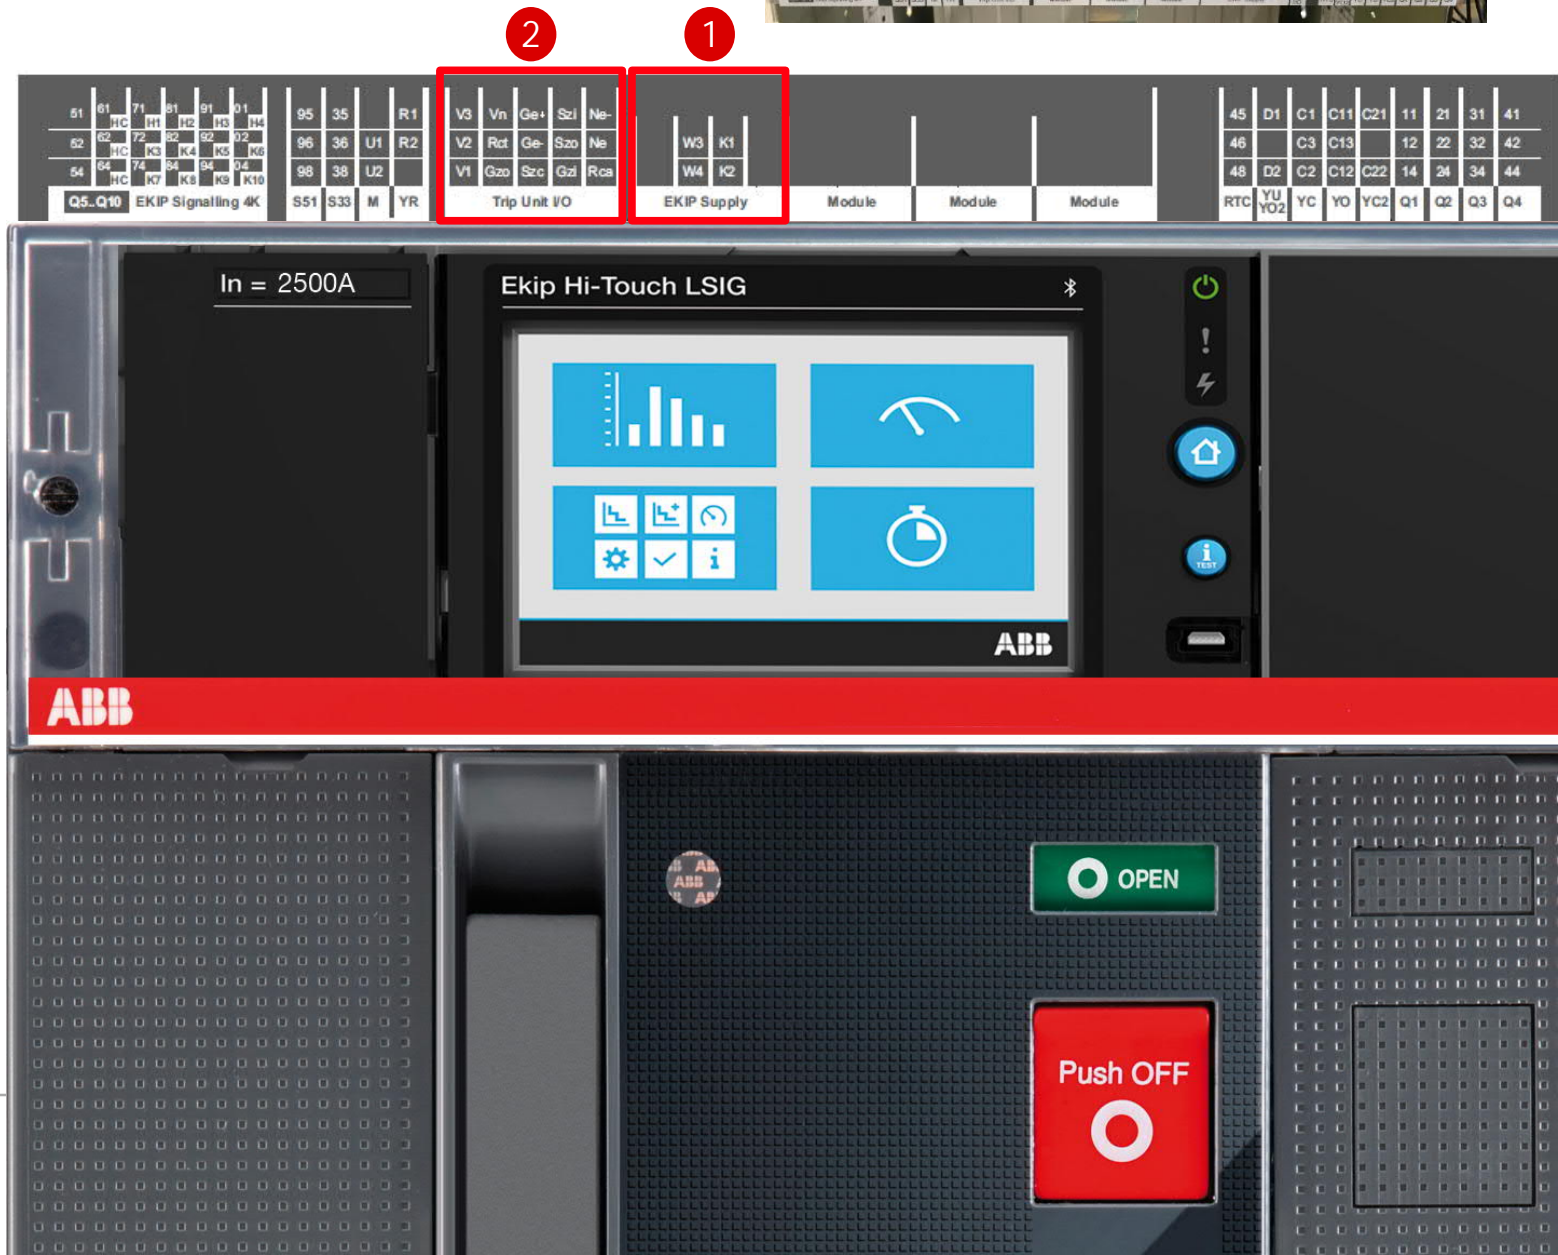 2 1
51 61 HC 71 H1 81 H2 91 H3 01 H4 95 35 R1 V3 Vn Ge+ Szi Ne- 45 D1 C1 C11 C21 11 21 31 41
52 62 HC 72 K3 82 K4 92 K5 02 K6 96 36 U1 R2 V2 Rct Ge- Szo Ne W3 K1 46 C3 C13 12 22 32 42
54 64 HC 74 K7 84 K8 94 K9 04 K10 98 38 U2 V1 Gzo Szc Gzi Rca W4 K2 48 D2 C2 C12 C22 14 24 34 44
Q5..Q10 EKIP Signalling 4K S51 S33 M YR Trip Unit I/O EKIP Supply Module Module Module RTC YU YO2 YC YO YC2 Q1 Q2 Q3 Q4
In = 2500A
Ekip Hi-Touch LSIG
i
i
TEST
ABB
ABB
ABB
OPEN
Push OFF